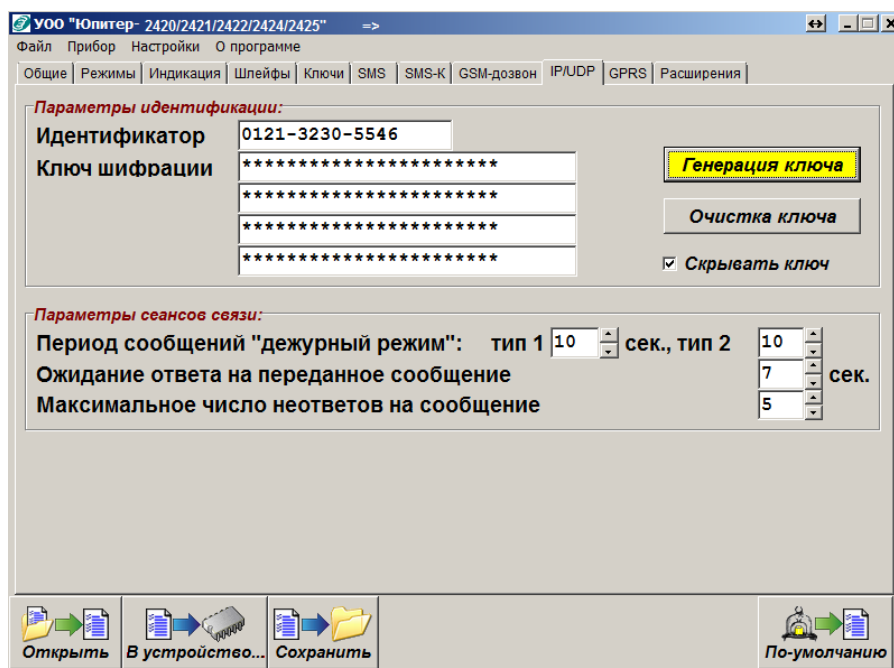 УОО "Юпитер- 2420/2421/2422/2424/2425" =>
Файл Прибор Настройки О программе
Общие Режимы Индикация Шлейфы Ключи SMS SMS-К GSM-дозвон IP/UDP GPRS Расширения
Параметры идентификации:
Идентификатор 0121-3230-5546
Ключ шифрации ************************ Генерация ключа
************************
************************ Очистка ключа
************************ Скрывать ключ
Параметры сеансов связи:
Период сообщений "дежурный режим": тип 1 10 сек., тип 2 10
Ожидание ответа на переданное сообщение 7 сек.
Максимальное число неответов на сообщение 5
Открыть В устройство... Сохранить По-умолчанию